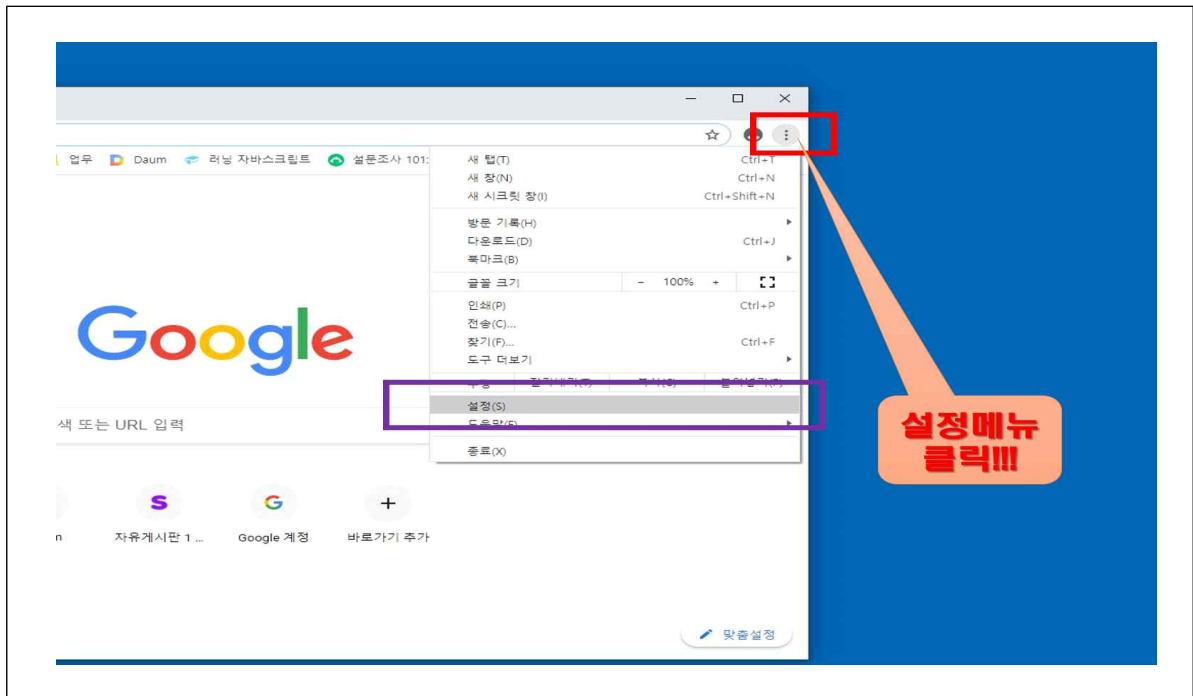 업무 Daum 러닝 자바스크립트 설문조사 101:
새 탭(T) Ctrl+T
새 창(N) Ctrl+N
새 시크릿 창(I) Ctrl+Shift+N
방문 기록(H)
다운로드(D) Ctrl+J
북마크(B)
글꼴 크기 - 100% +
인쇄(P) Ctrl+P
전송(C)...
찾기(F)... Ctrl+F
도구 더보기
설정(S)
도움말(E)
종료(X)
Google
색 또는 URL 입력
설정메뉴
클릭!!!
자유게시판 1 ... Google 계정 바로가기 추가
맞춤설정